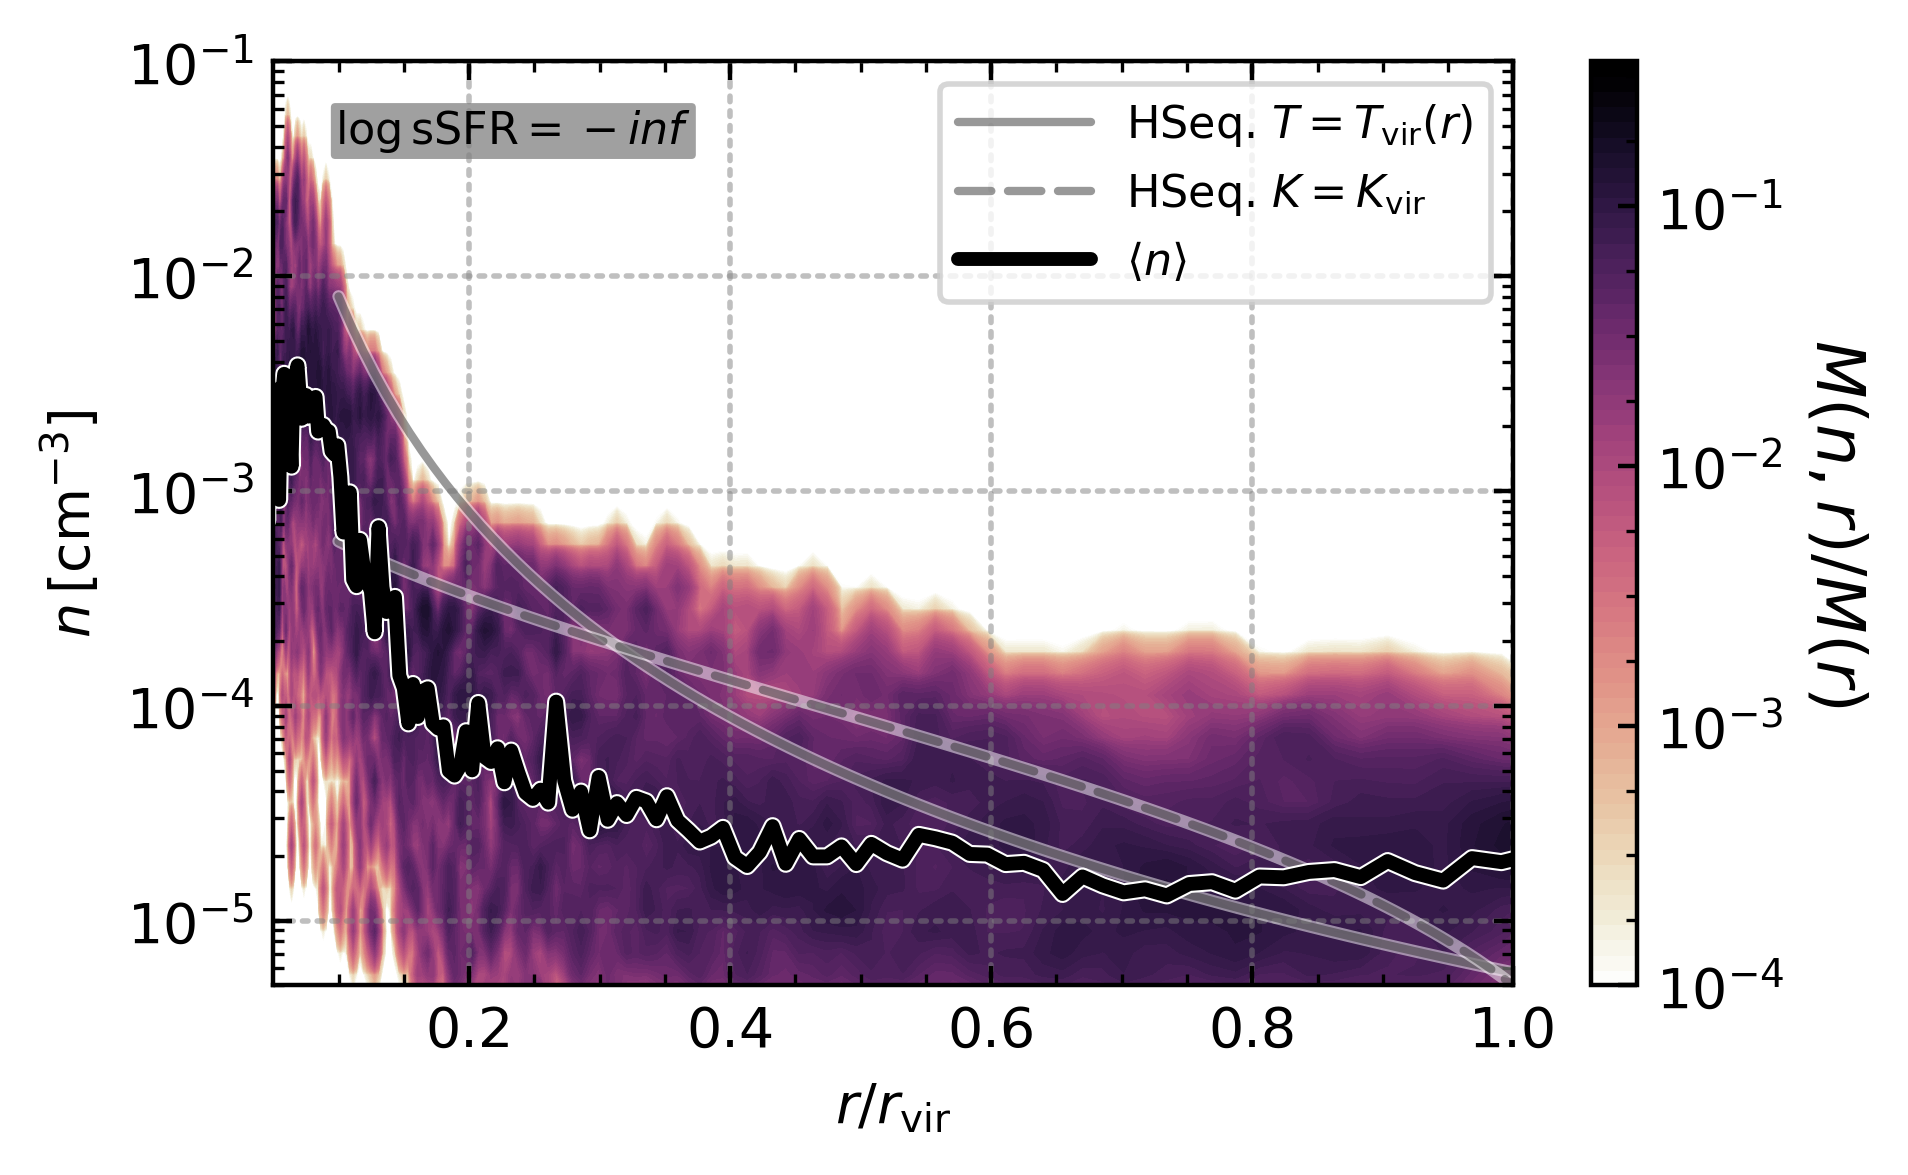 10⁻¹
10⁻²
10⁻³
10⁻⁴
10⁻⁵
n [cm⁻³]
log sSFR = −inf
HSeq. T = T_vir(r)
HSeq. K = K_vir
⟨n⟩
0.2 0.4 0.6 0.8 1.0
r/r_vir
10⁻¹
10⁻²
10⁻³
10⁻⁴
M(n, r)/M(r)